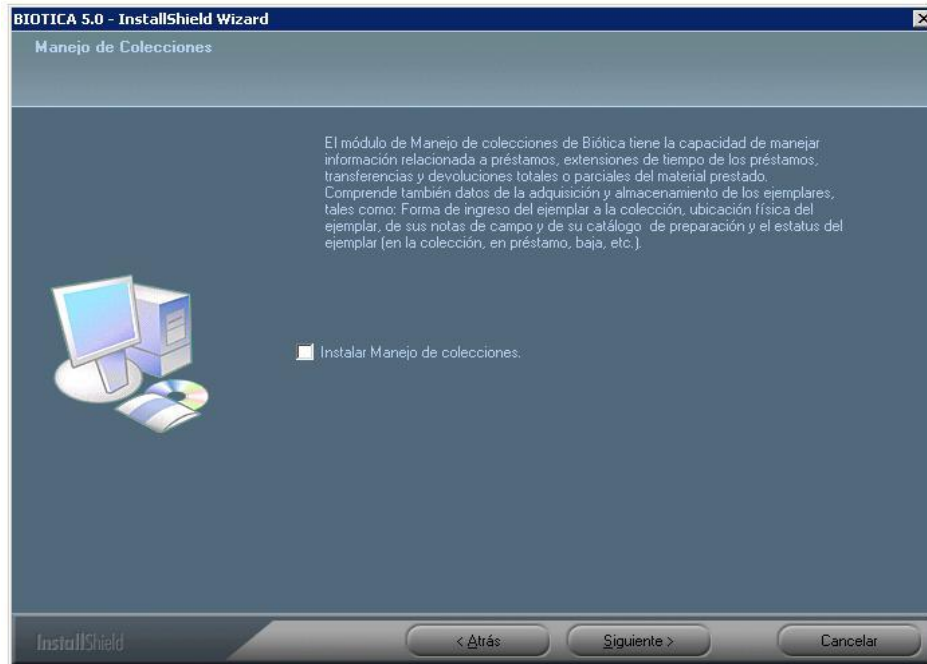 BIOTICA 5.0 - InstallShield Wizard
Manejo de Colecciones
El módulo de Manejo de colecciones de Biótica tiene la capacidad de manejar
información relacionada a préstamos, extensiones de tiempo de los préstamos,
transferencias y devoluciones totales o parciales del material prestado.
Comprende también datos de la adquisición y almacenamiento de los ejemplares,
tales como: Forma de ingreso del ejemplar a la colección, ubicación física del
ejemplar, de sus notas de campo y de su catálogo de preparación y el estatus del
ejemplar (en la colección, en préstamo, baja, etc.).
Instalar Manejo de colecciones.
InstallShield
< Atrás
Siguiente >
Cancelar